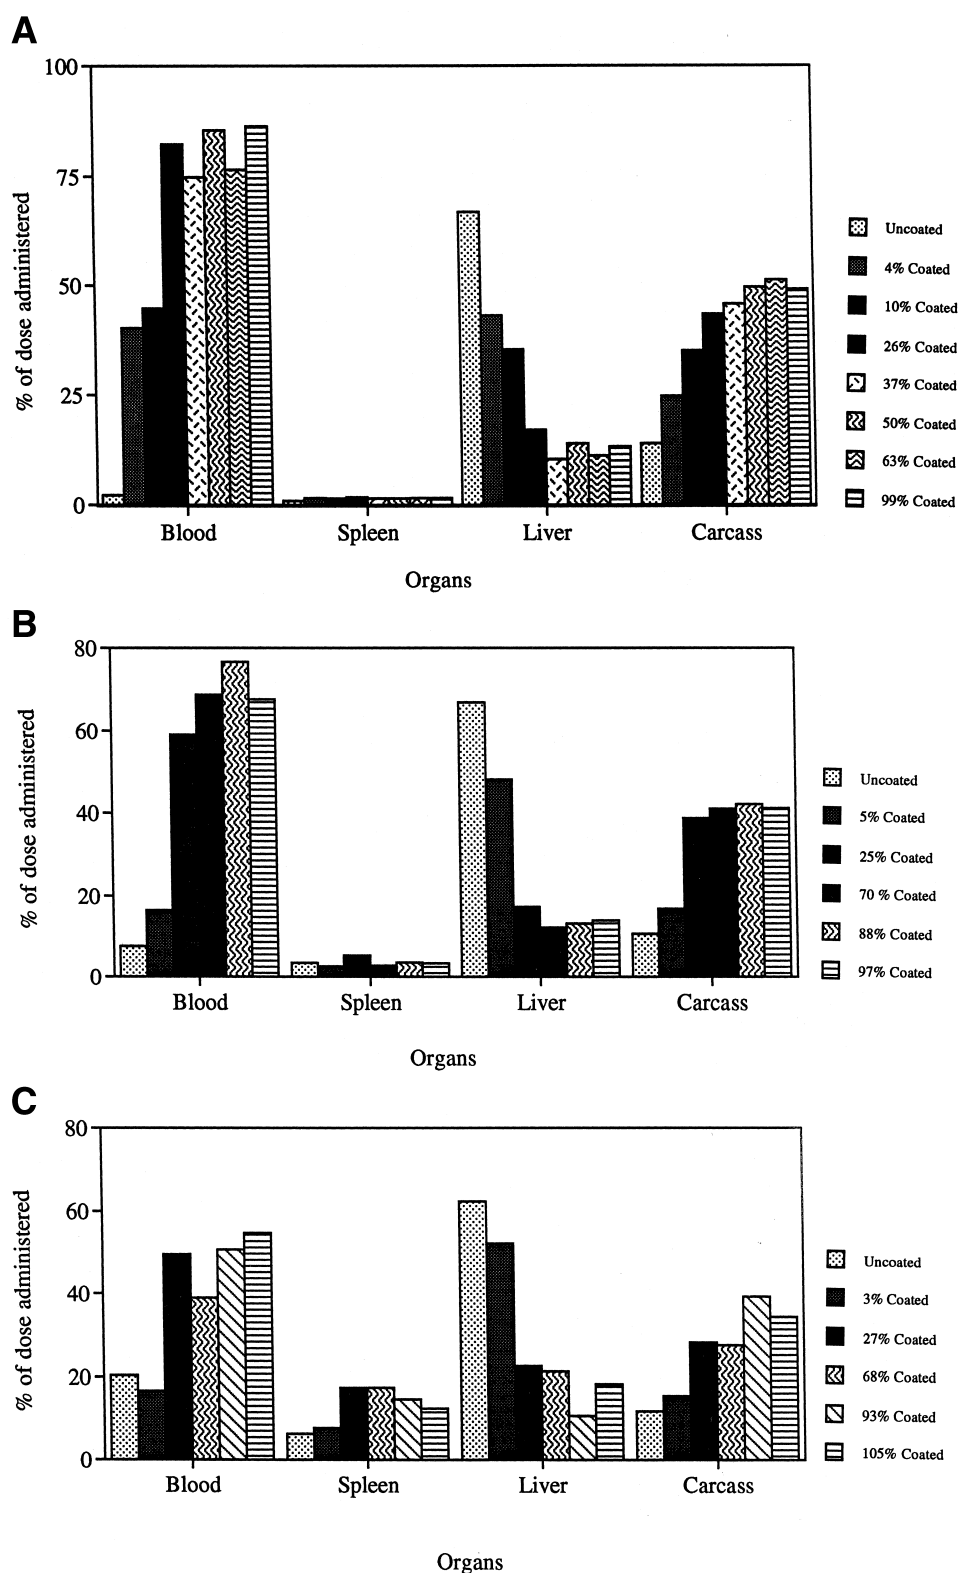 A
100
75
50
25
0
% of dose administered
Blood Spleen Liver Carcass
Organs
Uncoated
4% Coated
10% Coated
26% Coated
37% Coated
50% Coated
63% Coated
99% Coated
B
80
60
40
20
0
% of dose administered
Blood Spleen Liver Carcass
Organs
Uncoated
5% Coated
25% Coated
70 % Coated
88% Coated
97% Coated
C
80
60
40
20
0
% of dose administered
Blood Spleen Liver Carcass
Organs
Uncoated
3% Coated
27% Coated
68% Coated
93% Coated
105% Coated